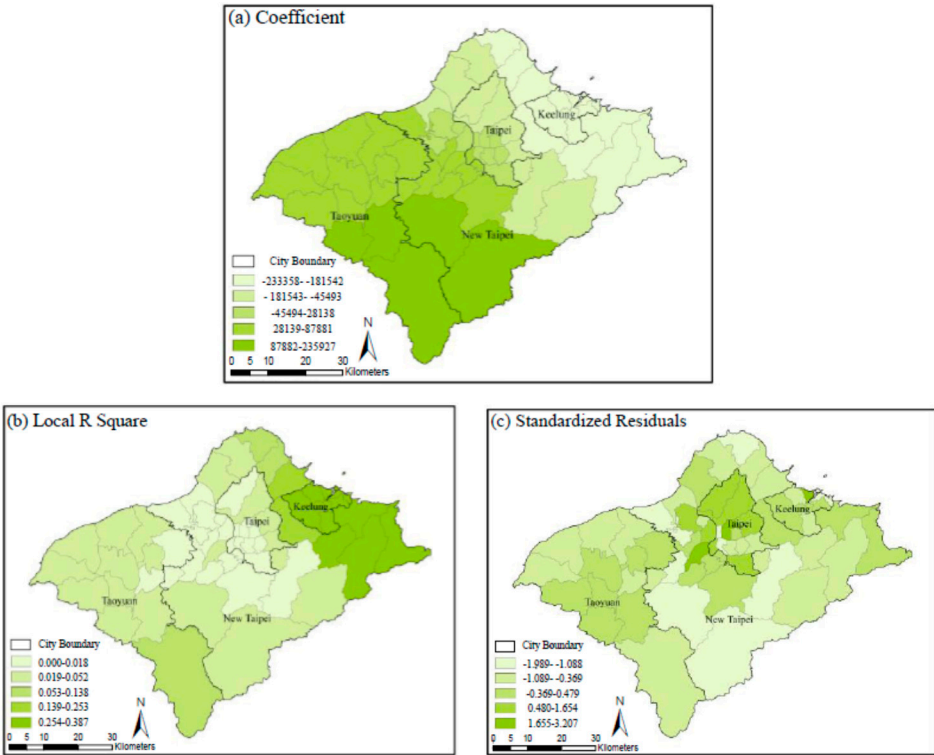 (a) Coefficient
Keelung
Taipei
Taoyuan
New Taipei
City Boundary
-233358- -181542
- 181543- -45493
-45494-28138
28139-87881
87882-235927
N
0 5 10 20 30
Kilometers
(b) Local R Square
Keelung
Taipei
Taoyuan
New Taipei
City Boundary
0.000-0.018
0.019-0.052
0.053-0.138
0.139-0.253
0.254-0.387
N
0 5 10 20 30
Kilometers
(c) Standardized Residuals
Keelung
Taipei
Taoyuan
New Taipei
City Boundary
-1.989- -1.088
-1.089- -0.369
-0.369-0.479
0.480-1.654
1.655-3.207
N
0 5 10 20 30
Kilometers